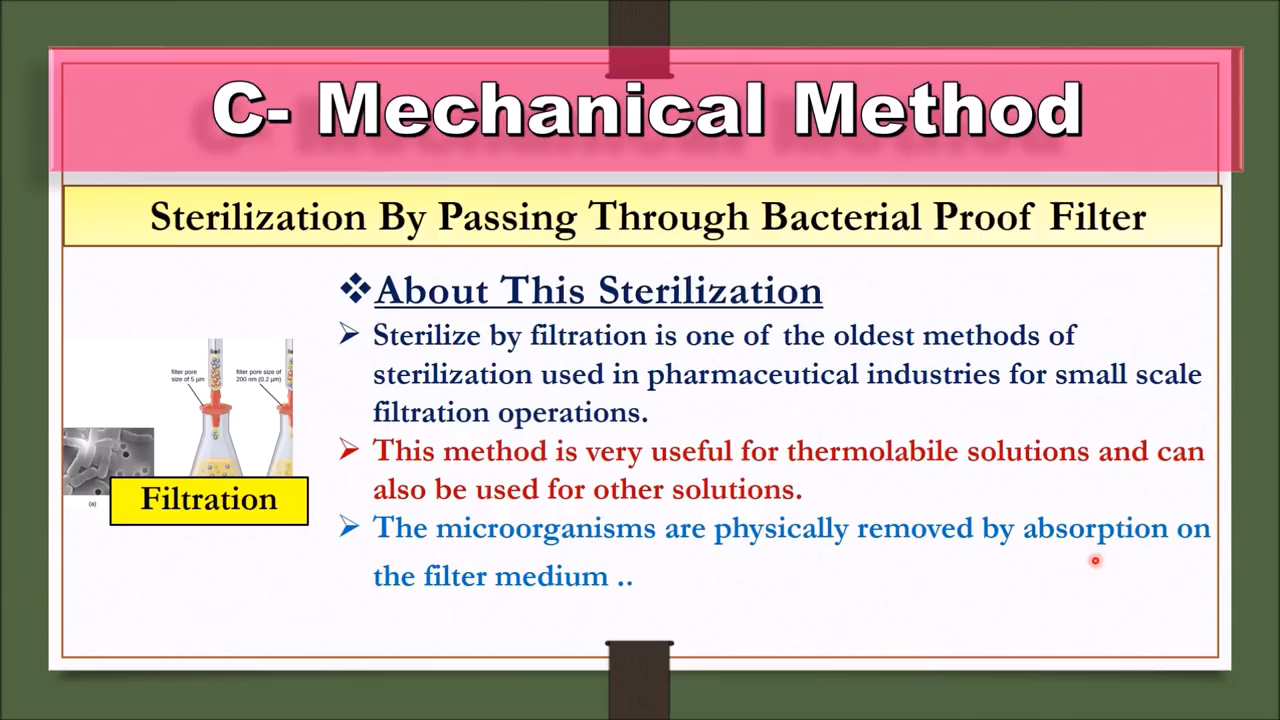 C- Mechanical Method
Sterilization By Passing Through Bacterial Proof Filter
❖About This Sterilization
➢ Sterilize by filtration is one of the oldest methods of
sterilization used in pharmaceutical industries for small scale
filtration operations.
➢ This method is very useful for thermolabile solutions and can
also be used for other solutions.
➢ The microorganisms are physically removed by absorption on
the filter medium ..
filter pore
size of 5 µm
filter pore size of
200 nm (0.2 µm)
(a)
Filtration